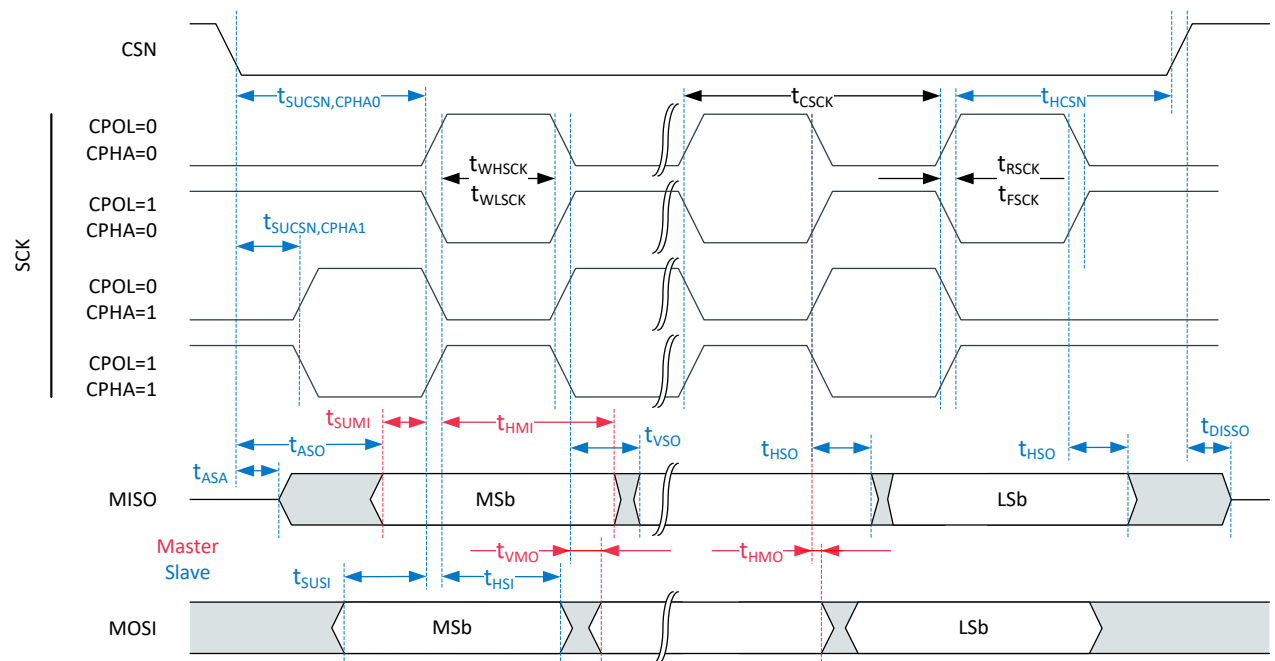 CSN
tSUCSN,CPHA0
tCSCK
tHCSN
SCK
CPOL=0
CPHA=0
tWHSCK
tWLSCK
tRSCK
tFSCK
CPOL=1
CPHA=0
tSUCSN,CPHA1
CPOL=0
CPHA=1
CPOL=1
CPHA=1
tSUMI
tHMI
tASO
tVSO
tHSO
tHSO
tDISSO
tASA
MISO
MSb
LSb
Master
Slave
tVMO
tHMO
tSUSI
tHSI
MOSI
MSb
LSb